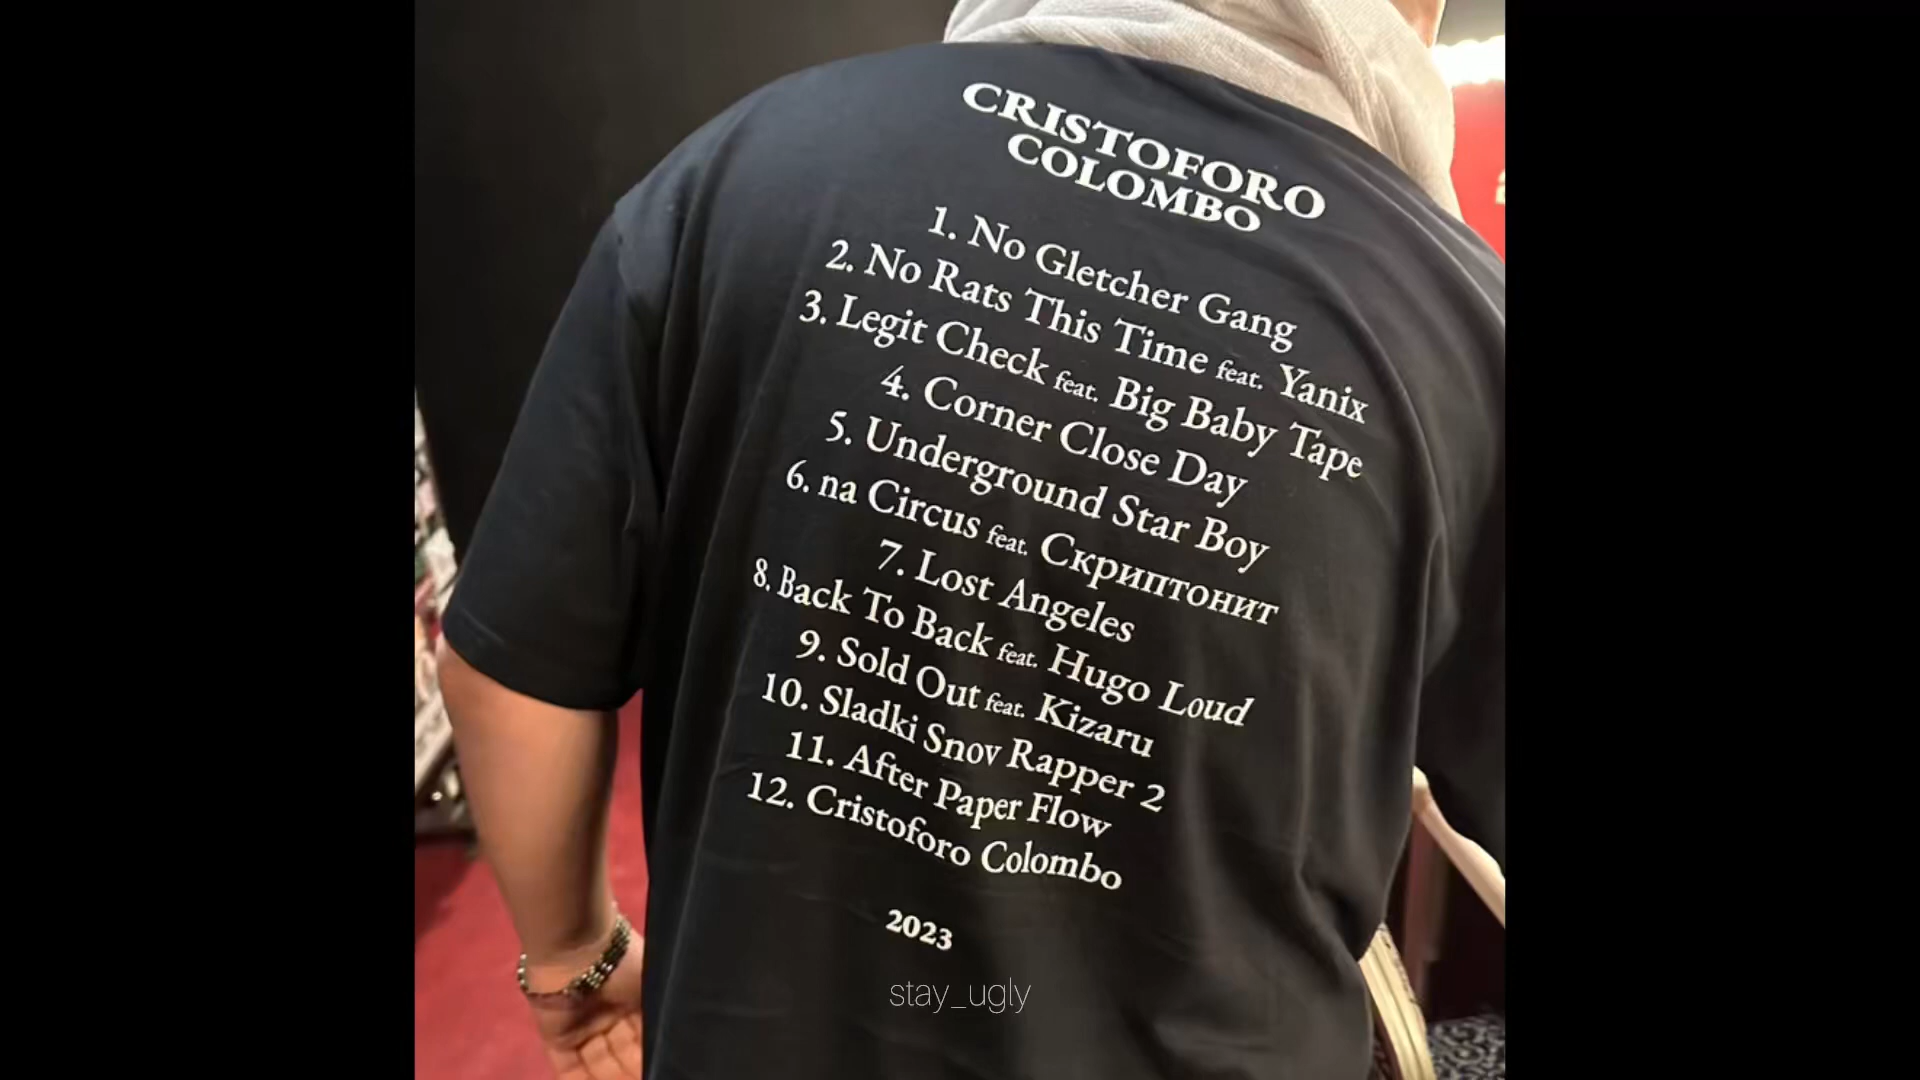 CRISTOFORO
COLOMBO
1. No Gletcher Gang
2. No Rats This Time feat. Yanix
3. Legit Check feat. Big Baby Tape
4. Corner Close Day
5. Underground Star Boy
6. na Circus feat. Скриптонит
7. Lost Angeles
8. Back To Back feat. Hugo Loud
9. Sold Out feat. Kizaru
10. Sladki Snov Rapper 2
11. After Paper Flow
12. Cristoforo Colombo
2023
stay_ugly